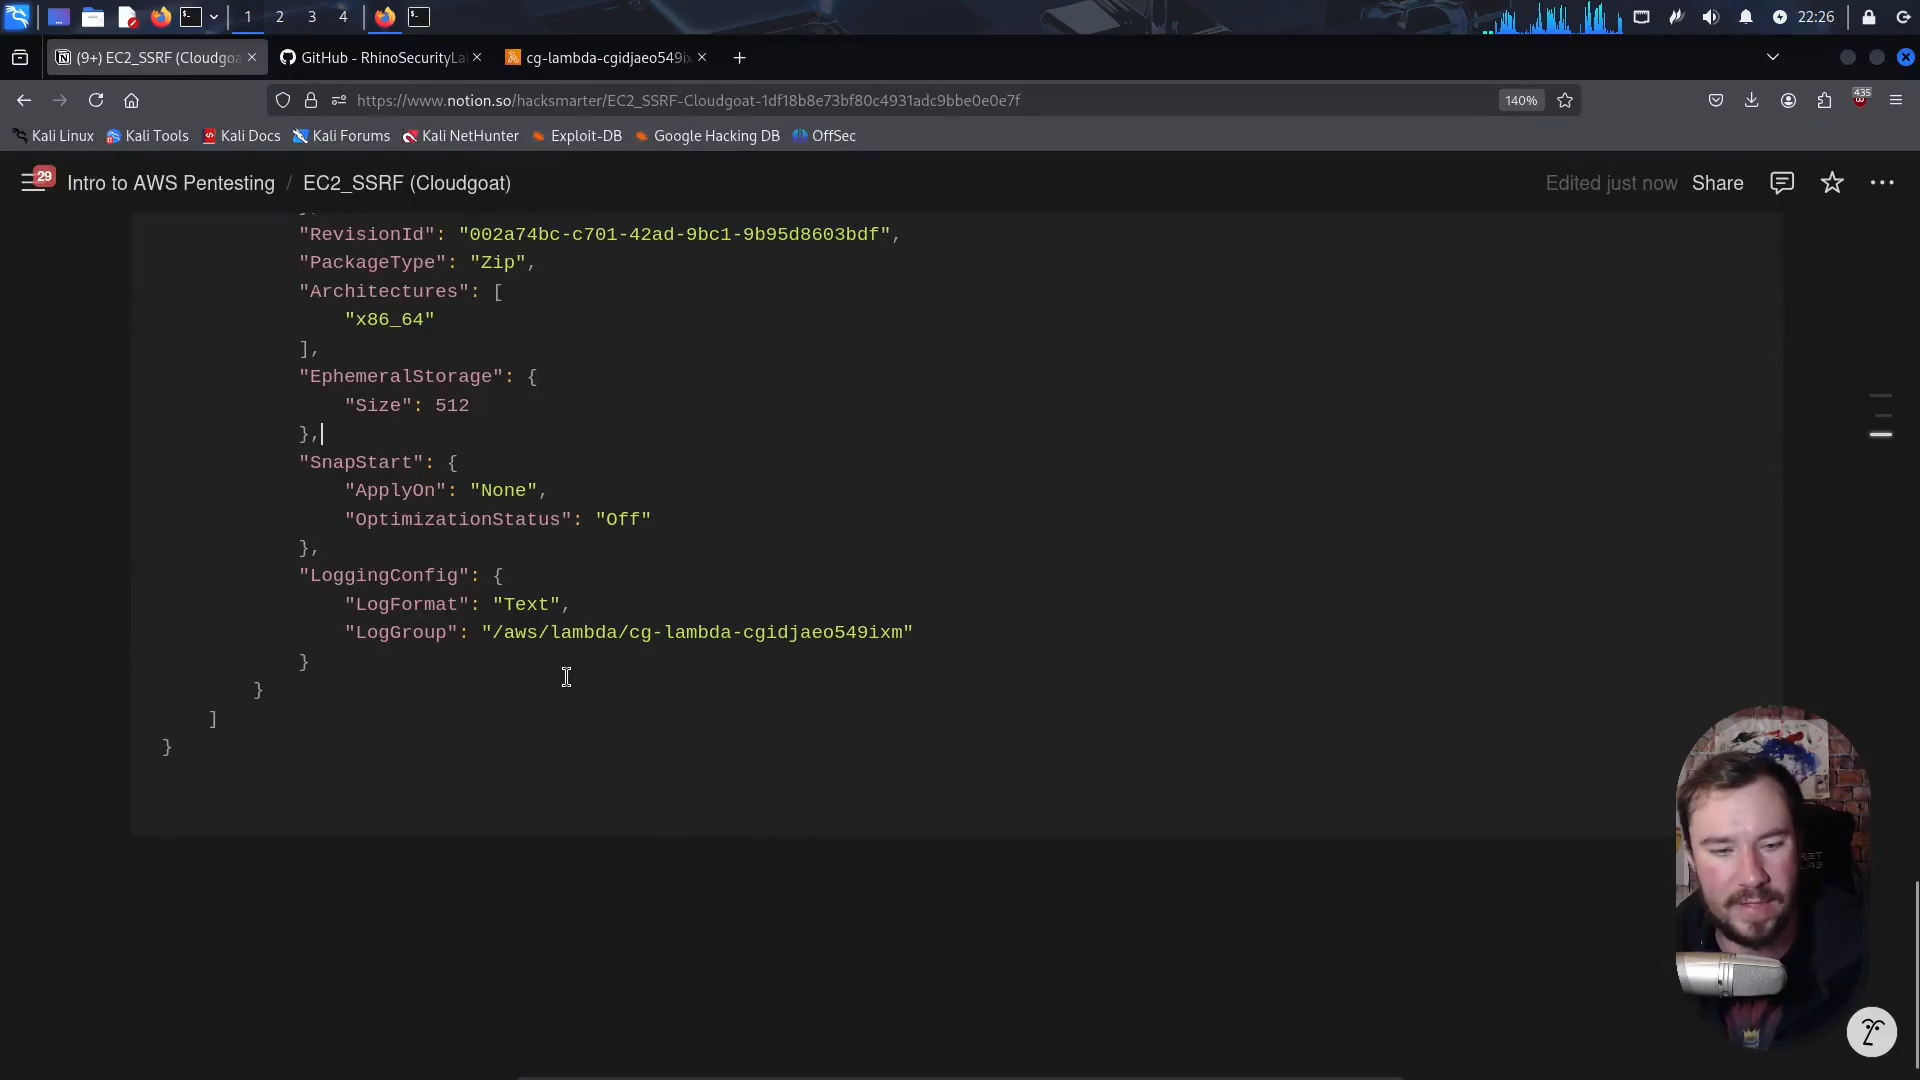 1 2 3 4 22:26
(9+) EC2_SSRF (Cloudgoa GitHub - RhinoSecurityLa cg-lambda-cgidjaeo549ix
https://www.notion.so/hacksmarter/EC2_SSRF-Cloudgoat-1df18b8e73bf80c4931adc9bbe0e0e7f 140% 435
Kali Linux Kali Tools Kali Docs Kali Forums Kali NetHunter Exploit-DB Google Hacking DB OffSec
29 Intro to AWS Pentesting / EC2_SSRF (Cloudgoat) Edited just now Share
"RevisionId": "002a74bc-c701-42ad-9bc1-9b95d8603bdf",
"PackageType": "Zip",
"Architectures": [
"x86_64"
],
"EphemeralStorage": {
"Size": 512
},
"SnapStart": {
"ApplyOn": "None",
"OptimizationStatus": "Off"
},
"LoggingConfig": {
"LogFormat": "Text",
"LogGroup": "/aws/lambda/cg-lambda-cgidjaeo549ixm"
}
}
]
}